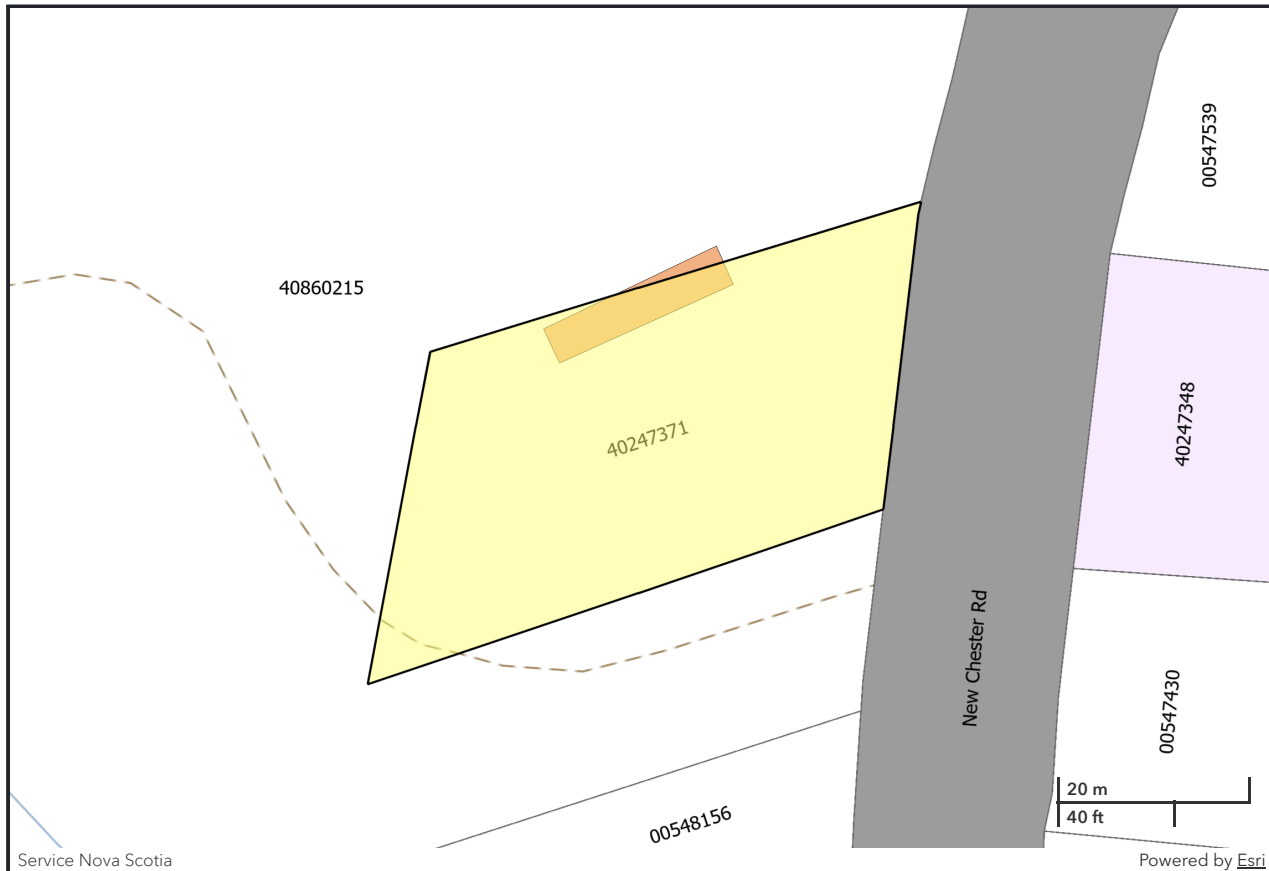 00547539
40860215
40247348
40247371
New Chester Rd
00547430
20 m
40 ft
00548156
Service Nova Scotia
Powered by Esri